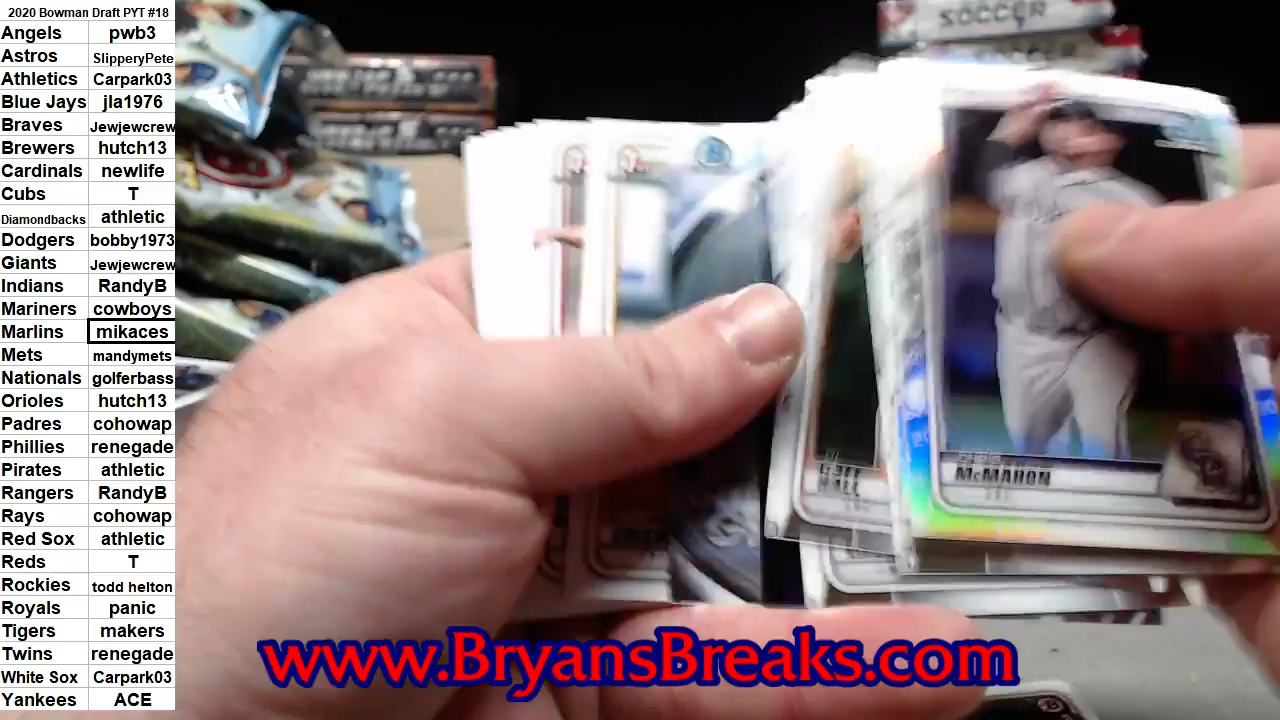 2020 Bowman Draft PYT #18
Angels pwb3
Astros SlipperyPete
Athletics Carpark03
Blue Jays jla1976
Braves Jewjewcrew
Brewers hutch13
Cardinals newlife
Cubs T
Diamondbacks athletic
Dodgers bobby1973
Giants Jewjewcrew
Indians RandyB
Mariners cowboys
Marlins mikaces
Mets mandymets
Nationals golferbass
Orioles hutch13
Padres cohowap
Phillies renegade
Pirates athletic
Rangers RandyB
Rays cohowap
Red Sox athletic
Reds T
Rockies todd helton
Royals panic
Tigers makers
Twins renegade
White Sox Carpark03
Yankees ACE
SOCCER
HALL
McMAHON
www.BryansBreaks.com